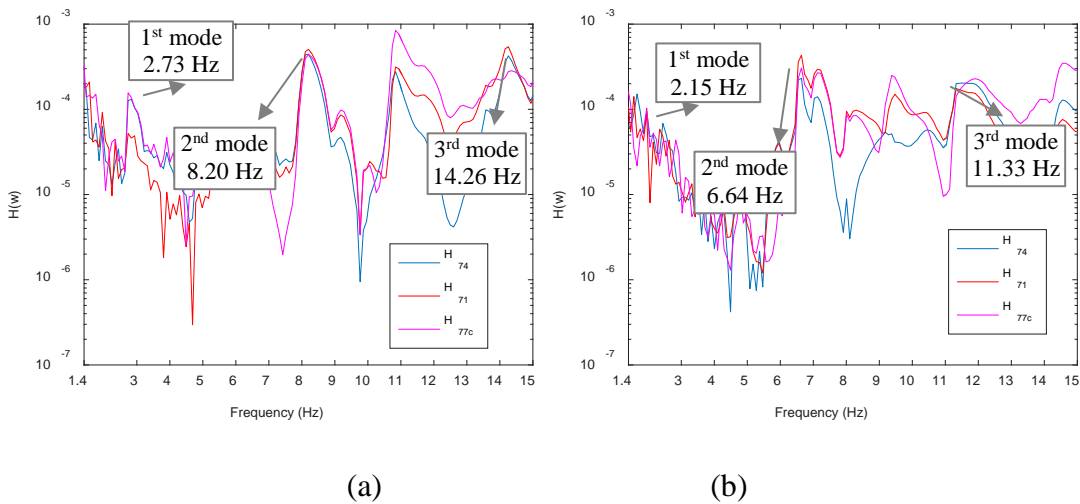 10 -3
10 -4
10 -5
10 -6
10 -7
H(w)
1st mode
2.73 Hz
2nd mode
8.20 Hz
3rd mode
14.26 Hz
H 74
H 71
H 77c
1.4 3 4 5 6 7 8 9 10 11 12 13 14 15
Frequency (Hz)
(a)
10 -3
10 -4
10 -5
10 -6
10 -7
H(w)
1st mode
2.15 Hz
2nd mode
6.64 Hz
3rd mode
11.33 Hz
H 74
H 71
H 77c
1.4 3 4 5 6 7 8 9 10 11 12 13 14 15
Frequency (Hz)
(b)